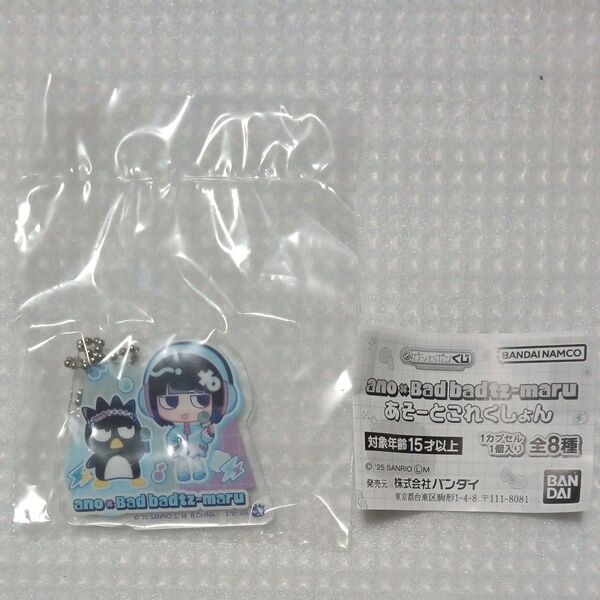 ano×Bad badtz-maru
© '25 SANRIO Ⓛ M, B,CHINA
ガシャポンくじ
BANDAI NAMCO
ano×Bad badtz-maru
あそーとこれくしょん
対象年齢15才以上
1カプセル
1個入り
全8種
© '25 SANRIO ⓁM
発売元 株式会社バンダイ
東京都台東区駒形1-4-8 〒111-8081
BAN
DAI